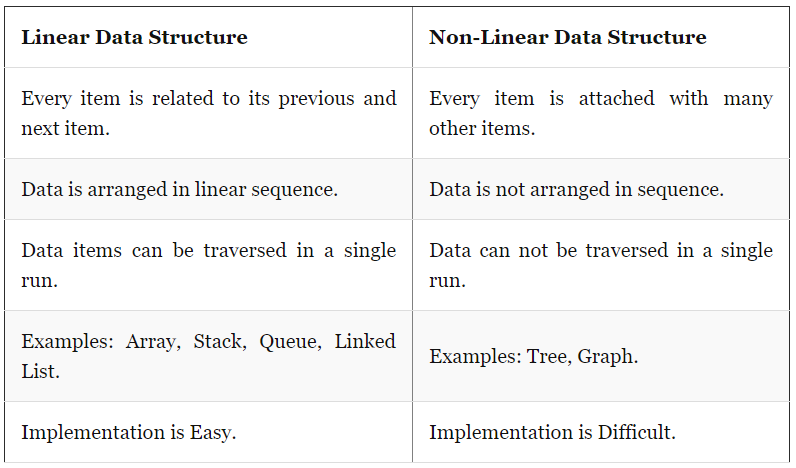 Linear Data Structure
Non-Linear Data Structure
Every item is related to its previous and
next item.
Every item is attached with many
other items.
Data is arranged in linear sequence.
Data is not arranged in sequence.
Data items can be traversed in a single
run.
Data can not be traversed in a single
run.
Examples: Array, Stack, Queue, Linked
List.
Examples: Tree, Graph.
Implementation is Easy.
Implementation is Difficult.